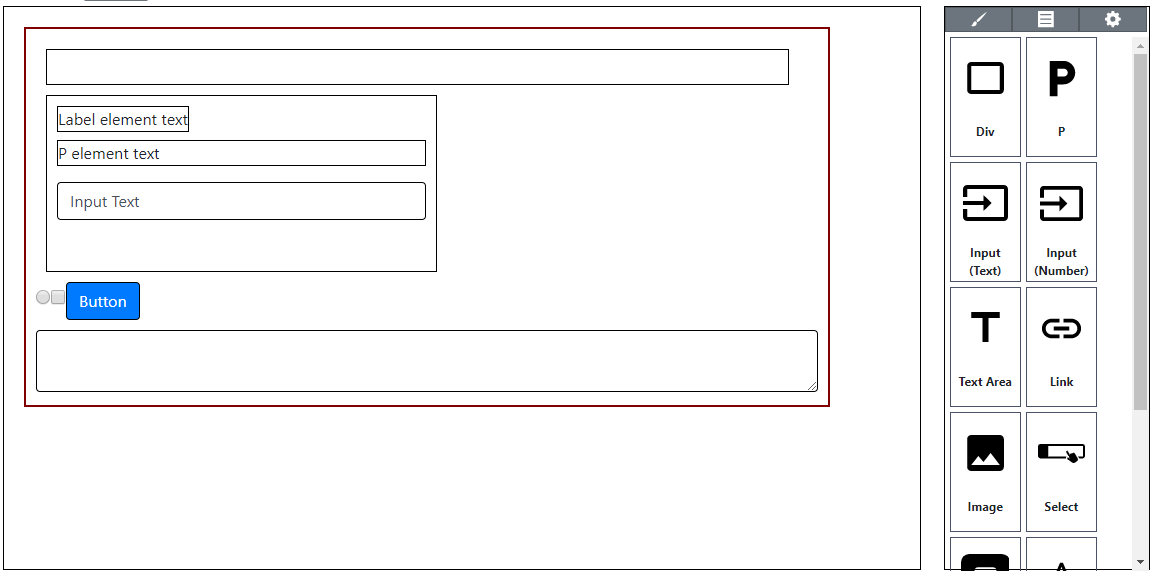 Label element text
P element text
Input Text
Button
Div
P
P
Input
(Text)
Input
(Number)
T
Text Area
Link
Image
Select